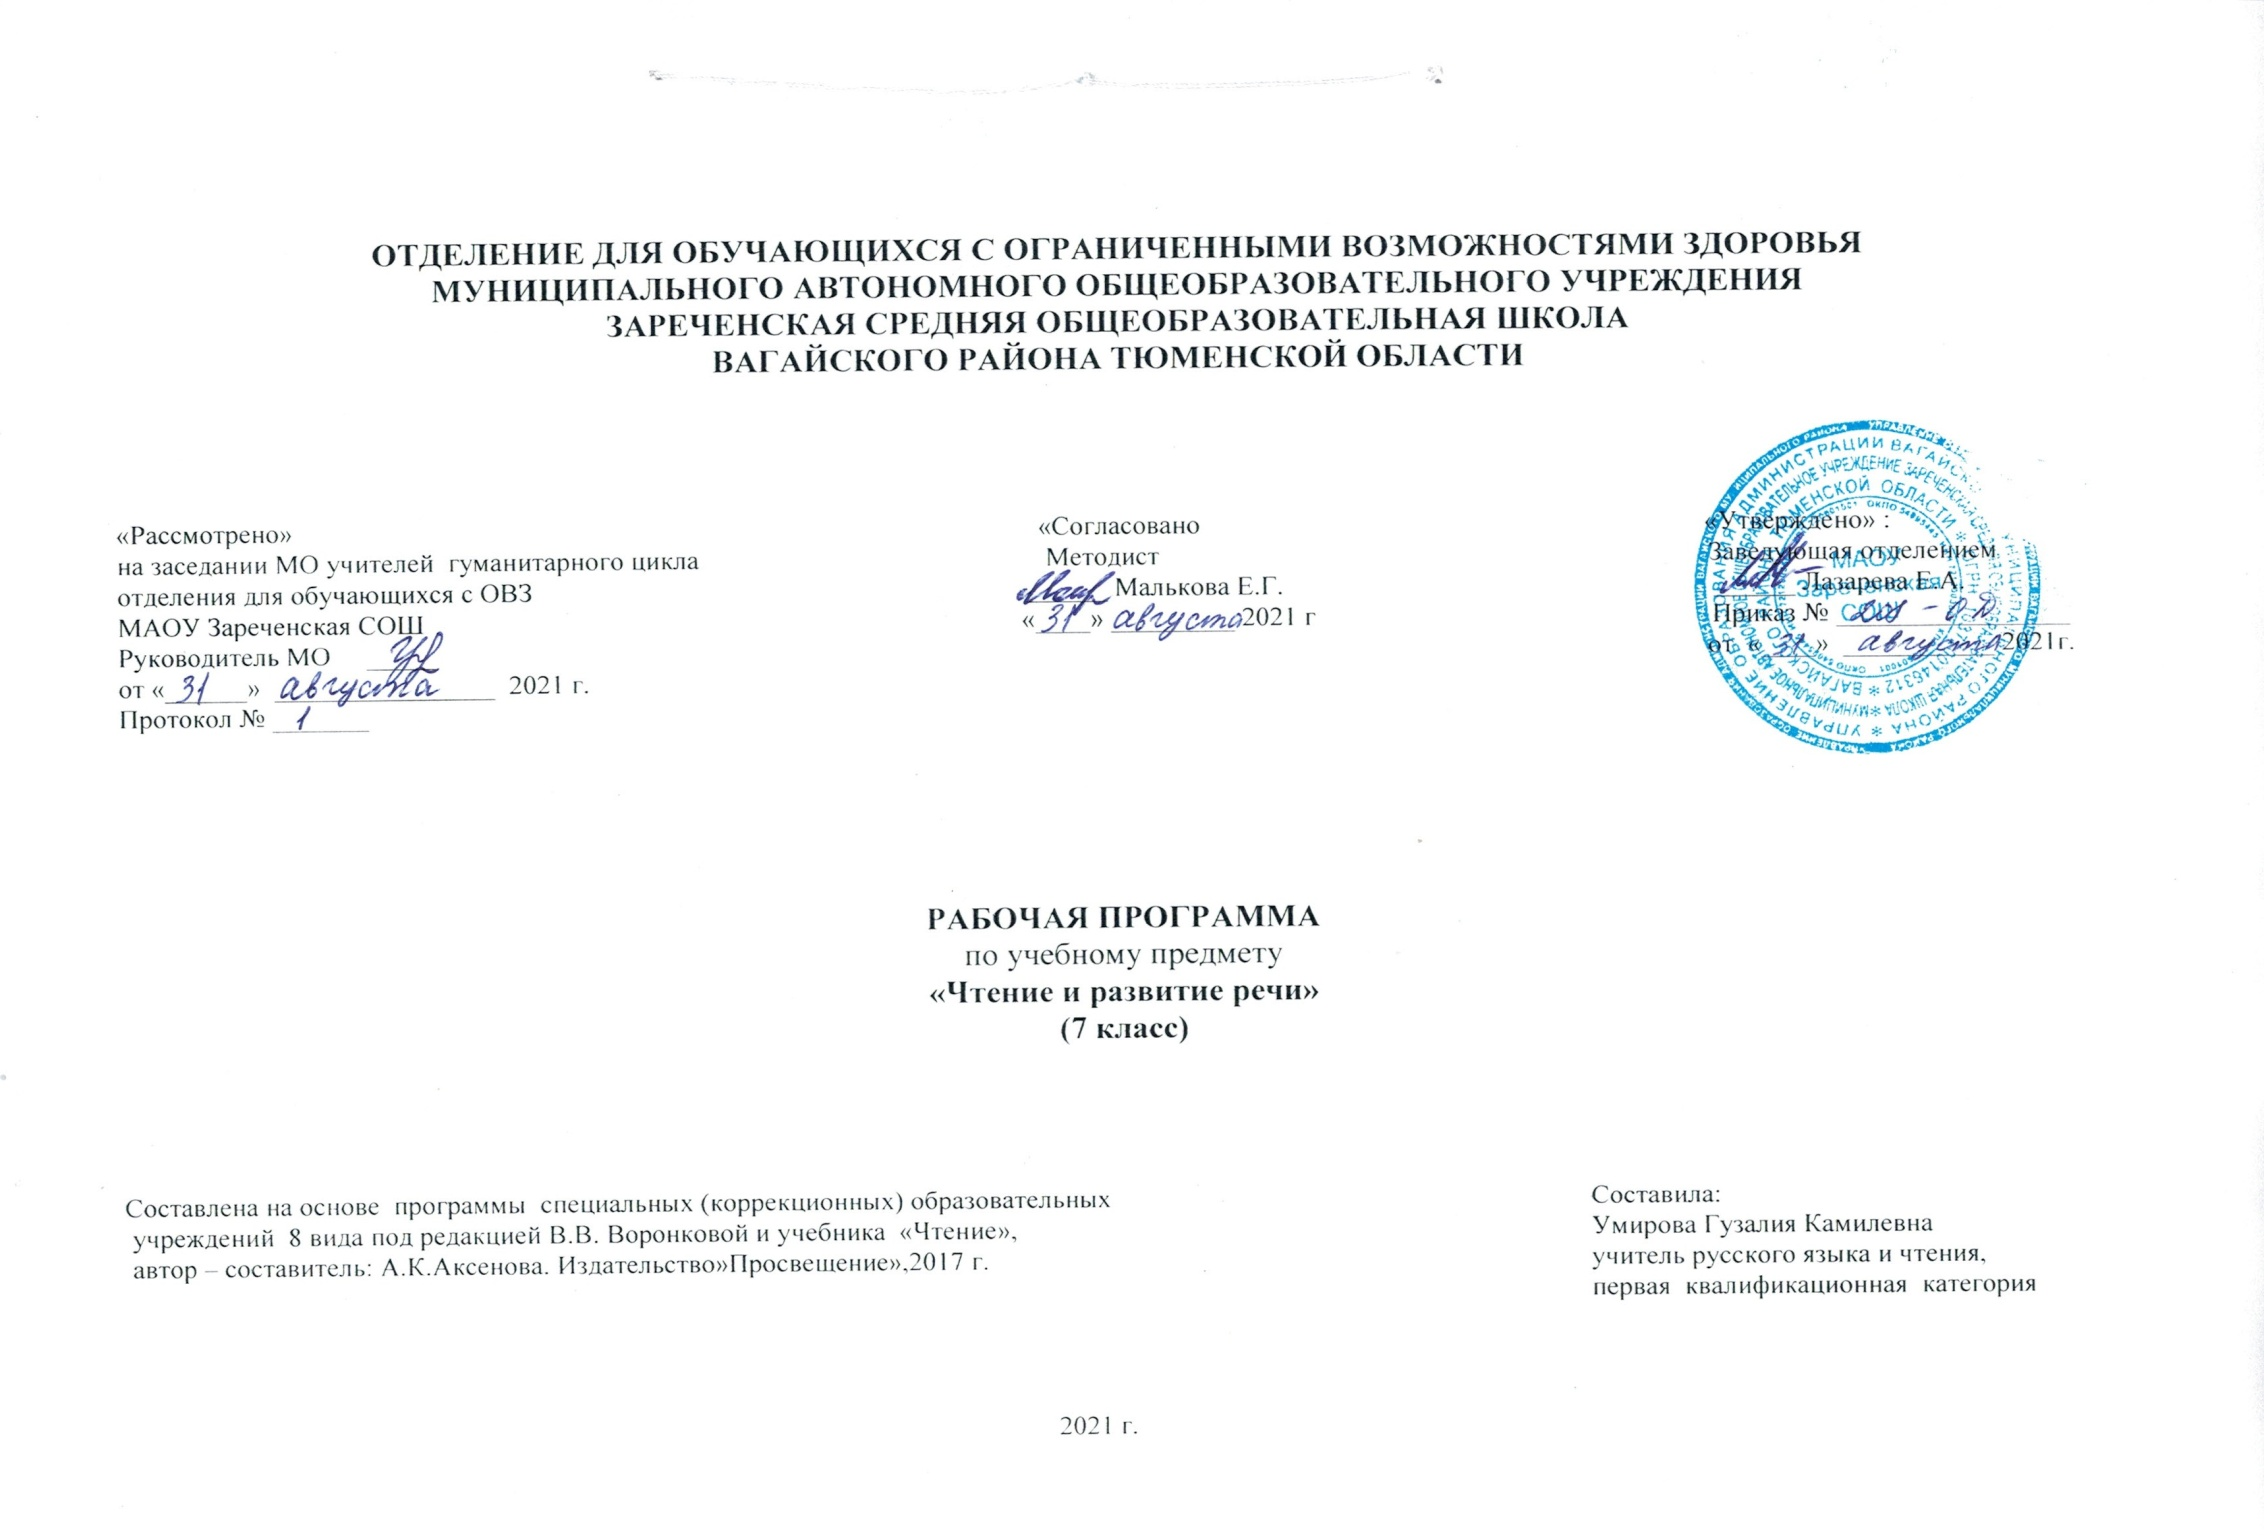 ОТДЕЛЕНИЕ ДЛЯ ОБУЧАЮЩИХСЯ С ОГРАНИЧЕННЫМИ ВОЗМОЖНОСТЯМИ ЗДОРОВЬЯ
МУНИЦИПАЛЬНОГО АВТОНОМНОГО ОБЩЕОБРАЗОВАТЕЛЬНОГО УЧРЕЖДЕНИЯ
ЗАРЕЧЕНСКАЯ СРЕДНЯЯ ОБЩЕОБРАЗОВАТЕЛЬНАЯ ШКОЛА
ВАГАЙСКОГО РАЙОНА ТЮМЕНСКОЙ ОБЛАСТИ
«Рассмотрено»
на заседании МО учителей гуманитарного цикла
отделения для обучающихся с ОВЗ
МАОУ Зареченская СОШ
Руководитель МО
от « 31 » августа 2021 г.
Протокол № 1
«Согласовано
Методист
Малькова Е.Г.
« 31 » августа 2021 г
«Утверждено» :
Заведующая отделением
Лазарева Е.А.
Приказ №
от « 31 » августа 2021г.
МАОУ
Зареченская
СОШ
РАБОЧАЯ ПРОГРАММА
по учебному предмету
«Чтение и развитие речи»
(7 класс)
Составлена на основе программы специальных (коррекционных) образовательных
учреждений 8 вида под редакцией В.В. Воронковой и учебника «Чтение»,
автор – составитель: А.К.Аксенова. Издательство»Просвещение»,2017 г.
Составила:
Умирова Гузалия Камилевна
учитель русского языка и чтения,
первая квалификационная категория
2021 г.